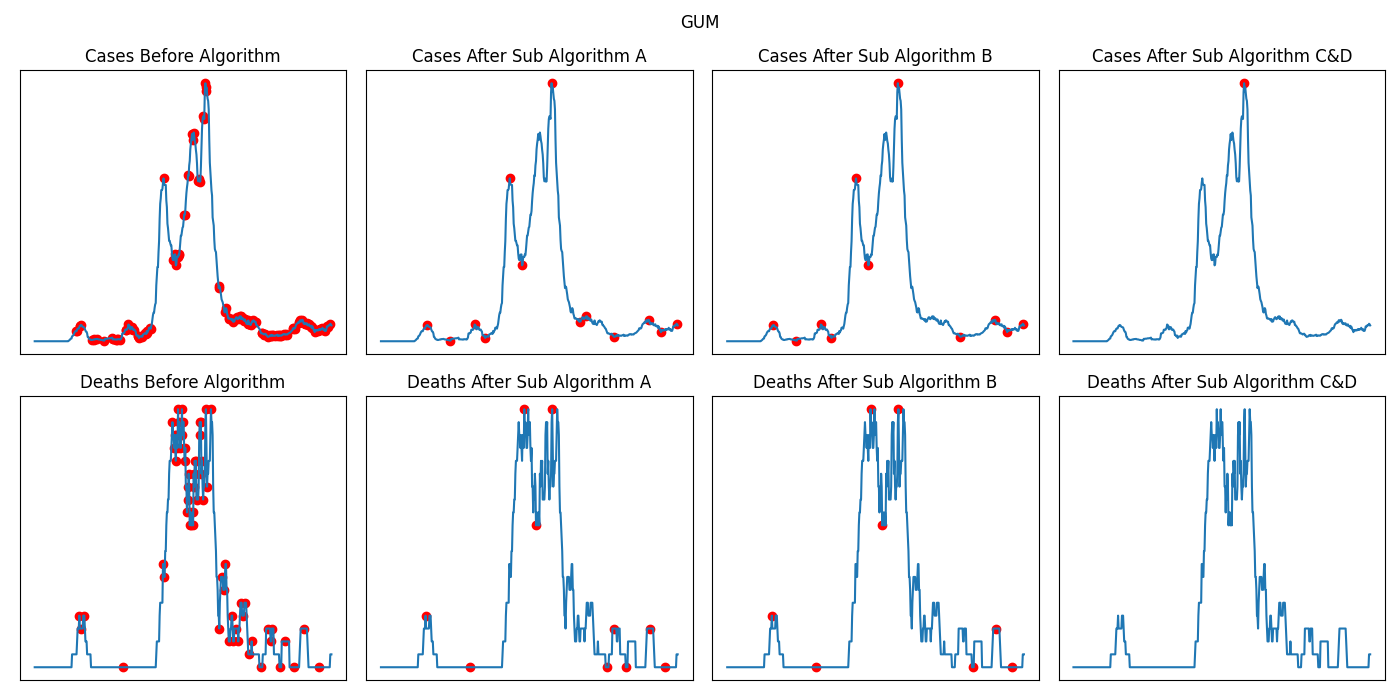 GUM
Cases Before Algorithm
Cases After Sub Algorithm A
Cases After Sub Algorithm B
Cases After Sub Algorithm C&D
Deaths Before Algorithm
Deaths After Sub Algorithm A
Deaths After Sub Algorithm B
Deaths After Sub Algorithm C&D